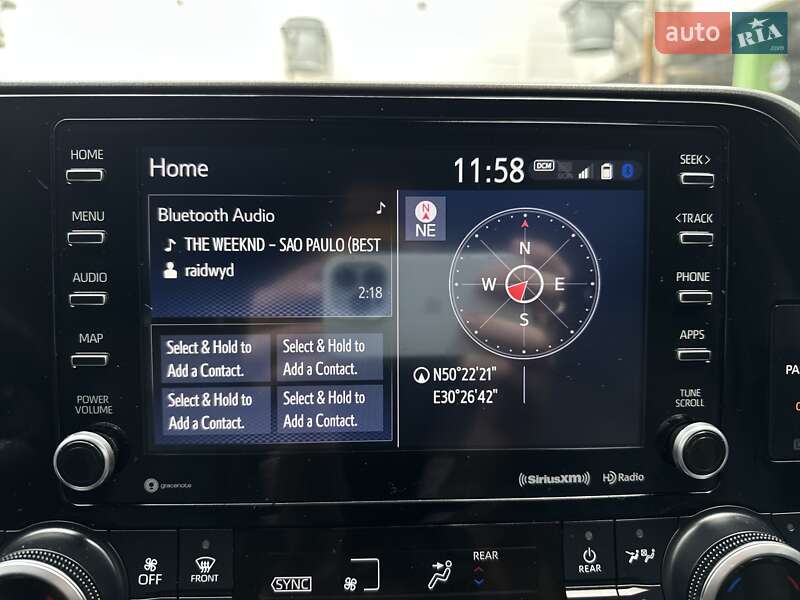 auto RIA
HOME
MENU
AUDIO
MAP
POWER
VOLUME
Home
11:58
DCM
Bluetooth Audio
THE WEEKND – SAO PAULO (BEST
raidwyd
2:18
Select & Hold to
Add a Contact.
Select & Hold to
Add a Contact.
Select & Hold to
Add a Contact.
Select & Hold to
Add a Contact.
N
NE
N
W E
S
N50°22'21"
E30°26'42"
SEEK>
<TRACK
PHONE
APPS
TUNE
SCROLL
gracenote
((SiriusXM))
HD Radio
PA
OFF
FRONT
SYNC
REAR
REAR